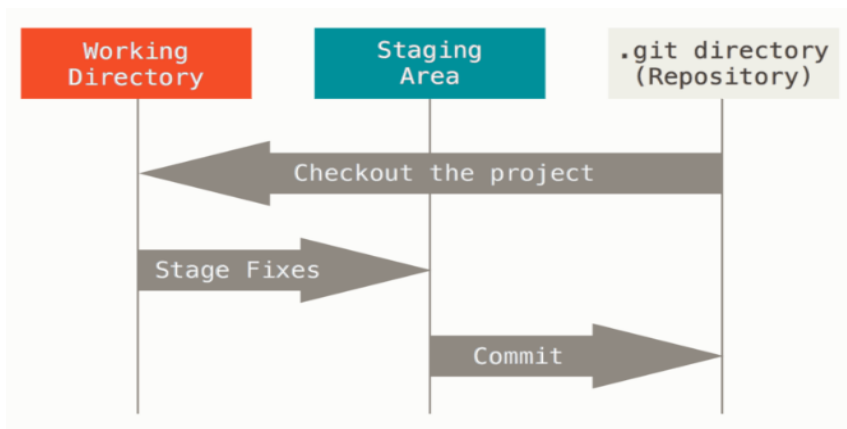 Working
Directory
Staging
Area
.git directory
(Repository)
Checkout the project
Stage Fixes
Commit